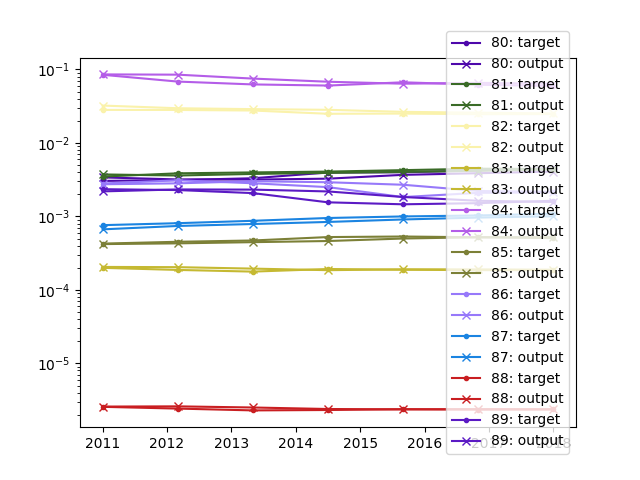 80: target
80: output
81: target
81: output
82: target
82: output
83: target
83: output
84: target
84: output
85: target
85: output
86: target
86: output
87: target
87: output
88: target
88: output
89: target
89: output
10⁻¹
10⁻²
10⁻³
10⁻⁴
10⁻⁵
2011 2012 2013 2014 2015 2016 2017 2018